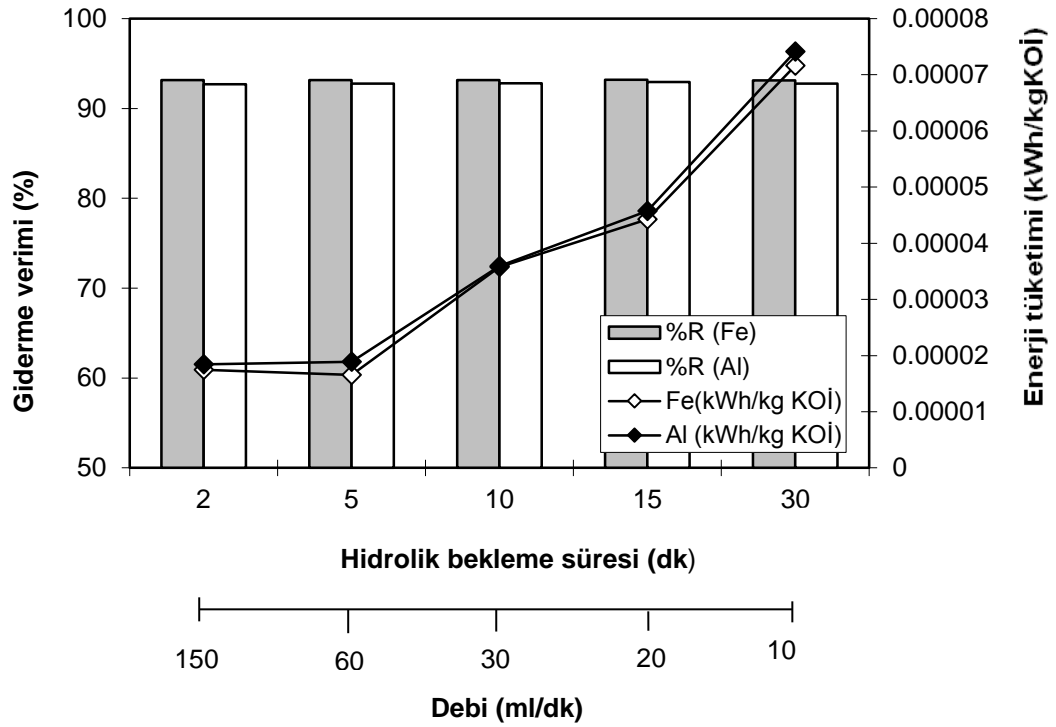 100
90
80
70
60
50
Giderme verimi (%)
0.00008
0.00007
0.00006
0.00005
0.00004
0.00003
0.00002
0.00001
0
Enerji tüketimi (kWh/kgKOİ)
%R (Fe)
%R (Al)
Fe(kWh/kg KOİ)
Al (kWh/kg KOİ)
2 5 10 15 30
Hidrolik bekleme süresi (dk)
150 60 30 20 10
Debi (ml/dk)